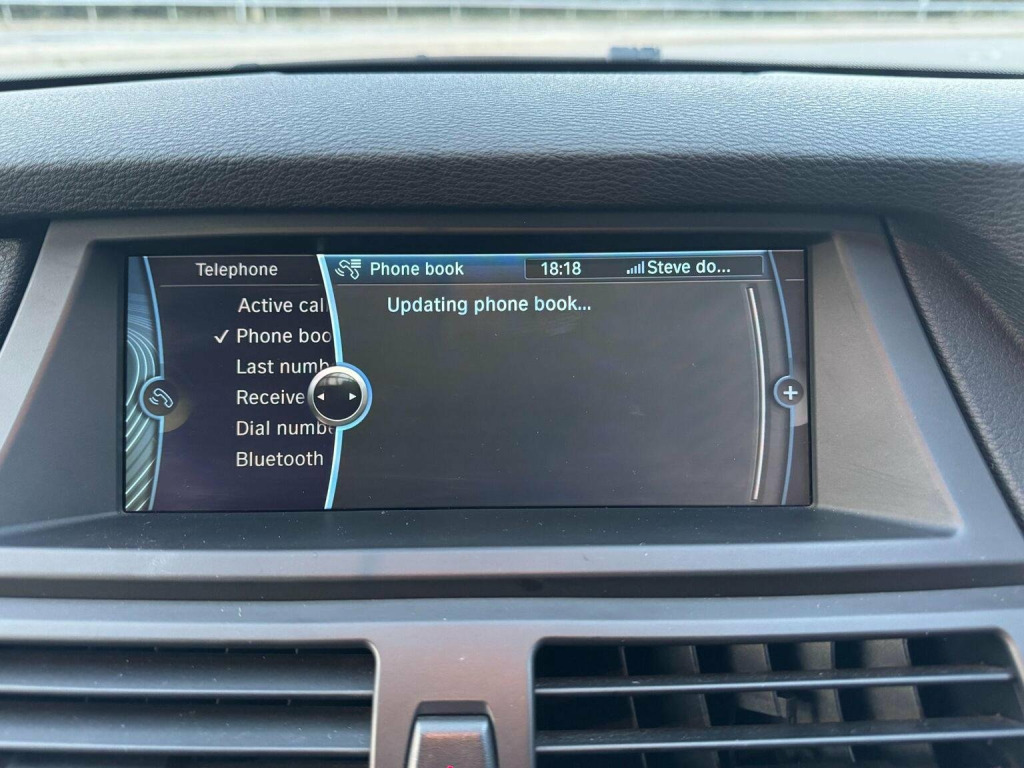 Telephone
Phone book
18:18
Steve do...
Active cal
Updating phone book...
Phone boo
Last numb
Receive
Dial numbe
Bluetooth